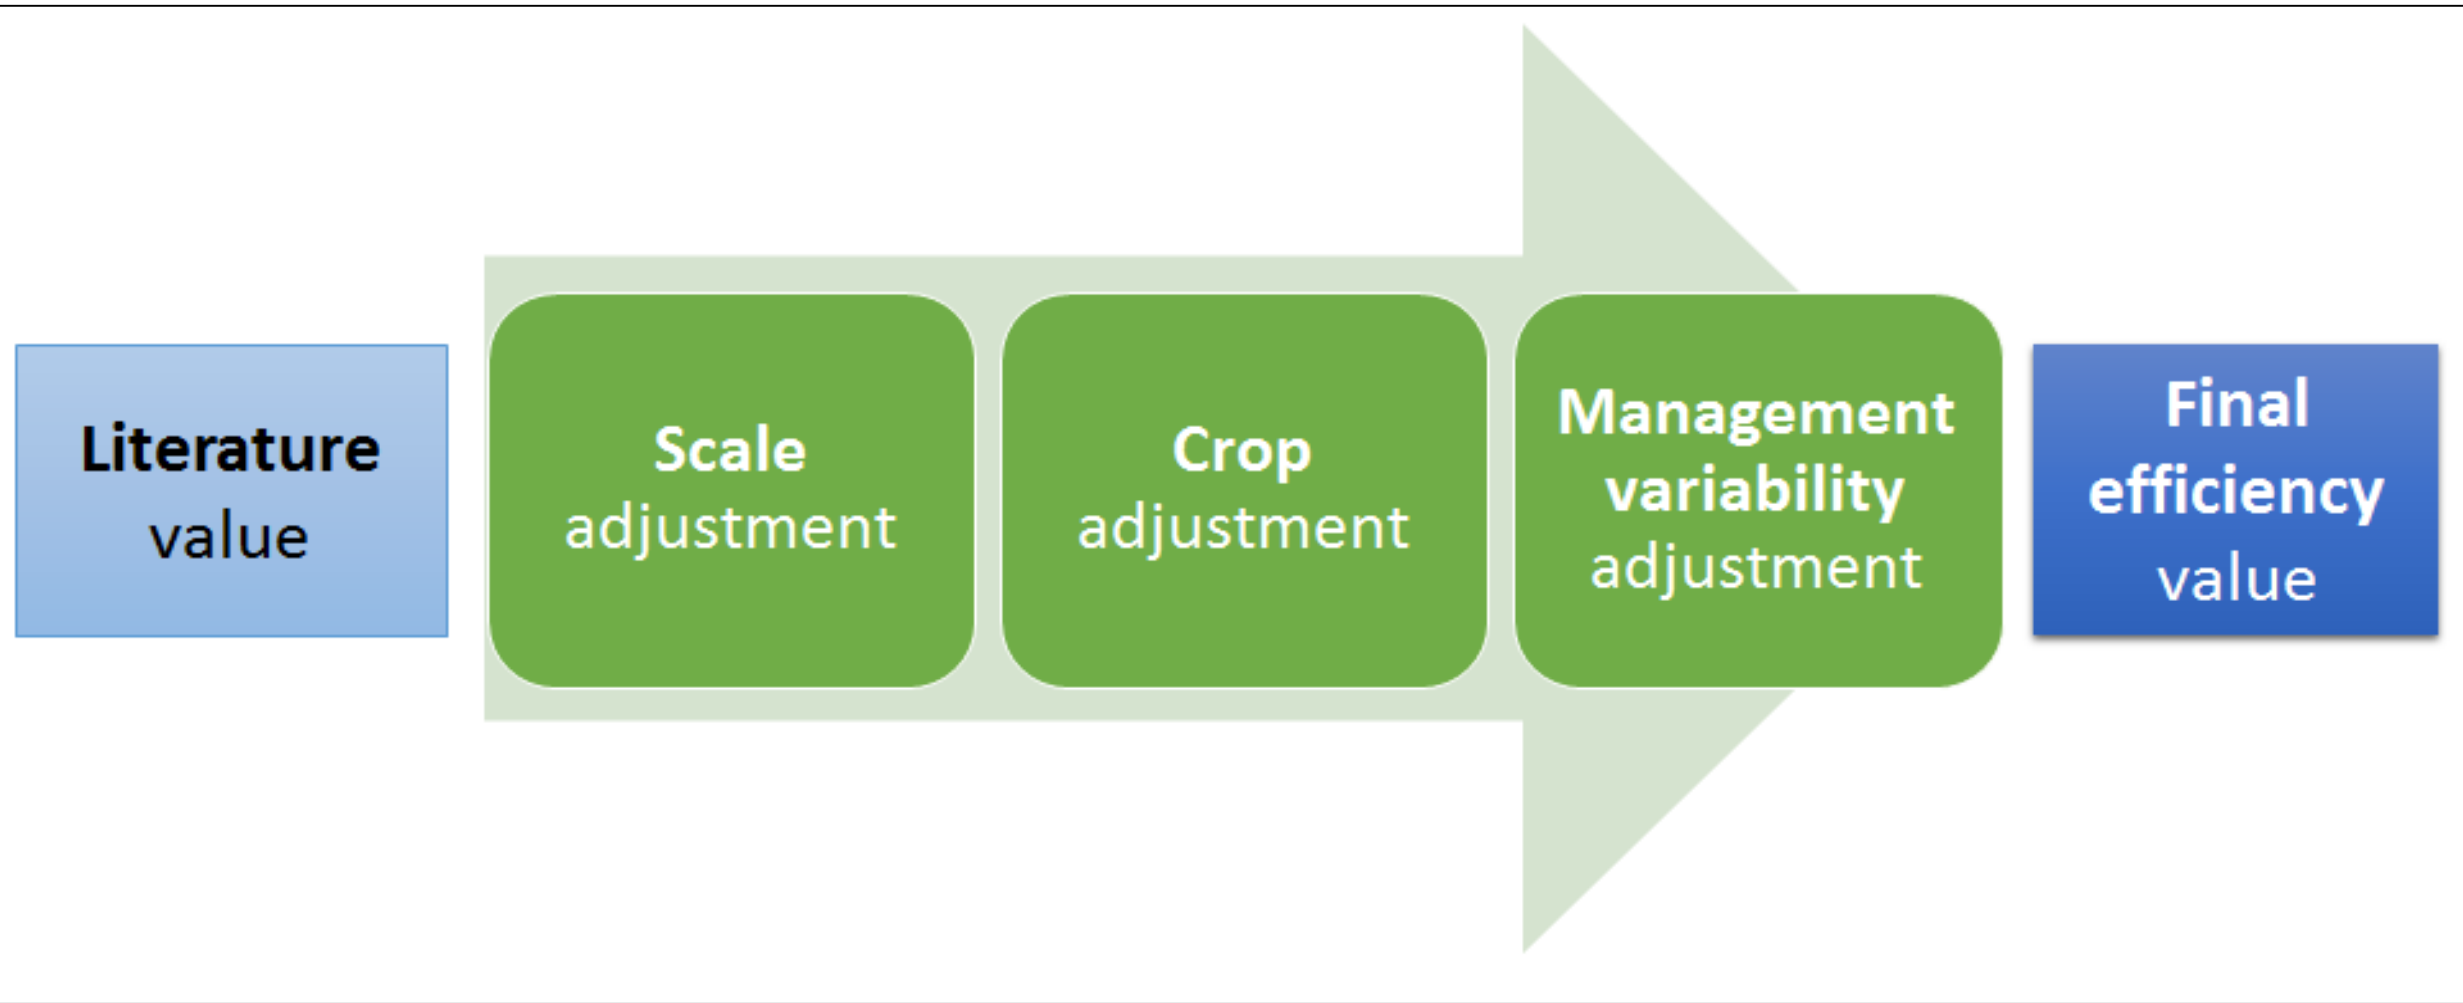 Literature
value
Scale
adjustment
Crop
adjustment
Management
variability
adjustment
Final
efficiency
value